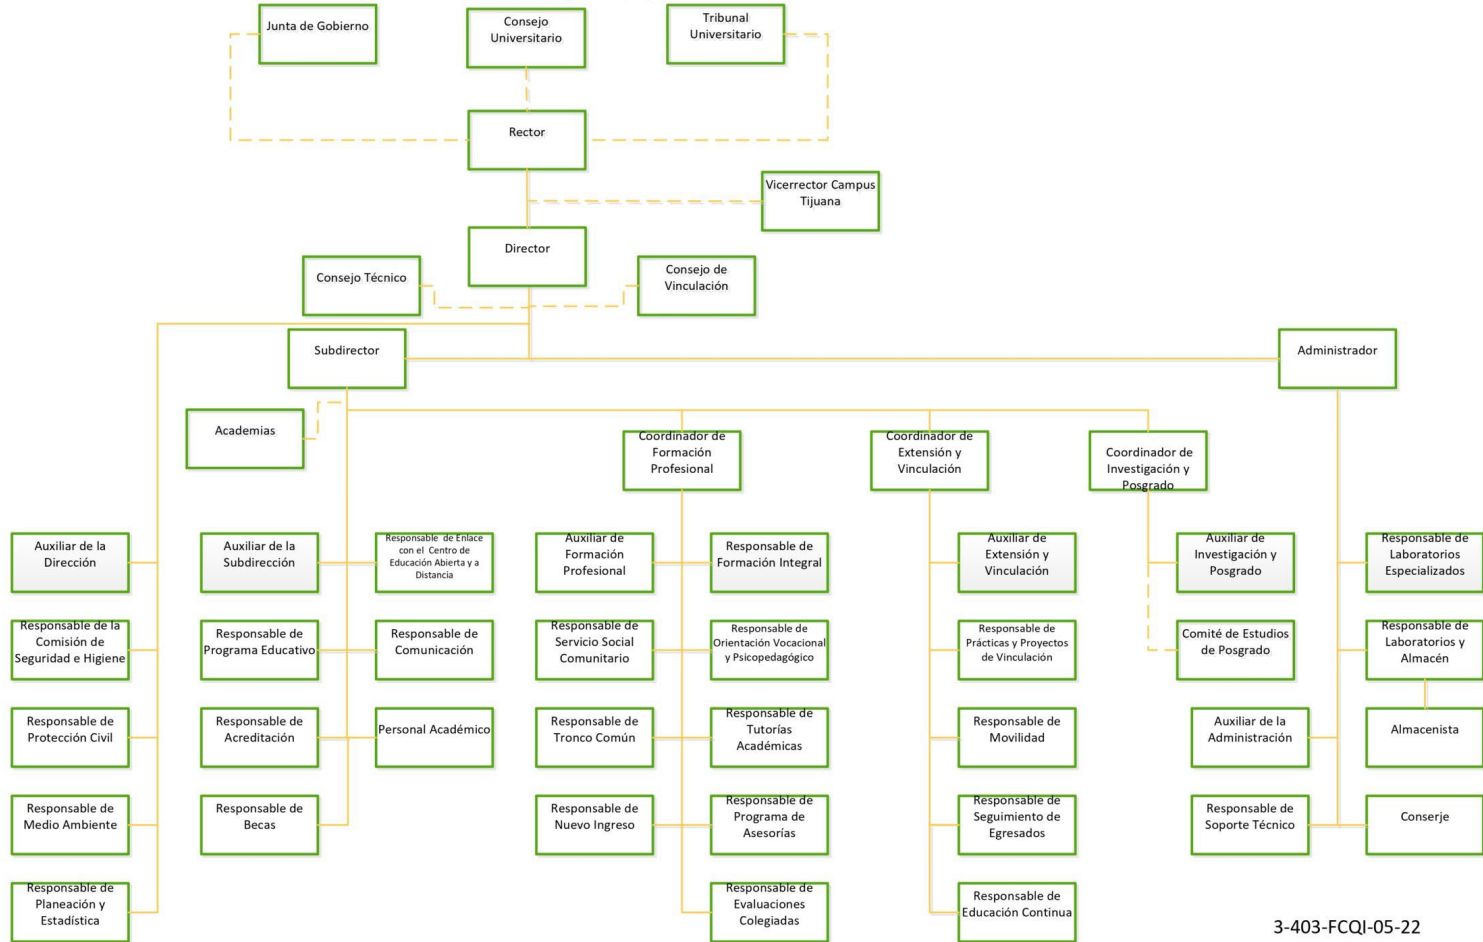 Junta de Gobierno
Consejo
Universitario
Tribunal
Universitario
Rector
Vicerrector Campus
Tijuana
Director
Consejo Técnico
Consejo de
Vinculación
Subdirector
Administrador
Academias
Coordinador de
Formación
Profesional
Coordinador de
Extensión y
Vinculación
Coordinador de
Investigación y
Posgrado
Auxiliar de la
Dirección
Auxiliar de la
Subdirección
Responsable de Enlace
con el Centro de
Educación Abierta y a
Distancia
Auxiliar de
Formación
Profesional
Responsable de
Formación Integral
Auxiliar de
Extensión y
Vinculación
Auxiliar de
Investigación y
Posgrado
Responsable de
Laboratorios
Especializados
Responsable de la
Comisión de
Seguridad e Higiene
Responsable de
Programa Educativo
Responsable de
Comunicación
Responsable de
Servicio Social
Comunitario
Responsable de
Orientación Vocacional
y Psicopedagógico
Responsable de
Prácticas y Proyectos
de Vinculación
Comité de Estudios
de Posgrado
Responsable de
Laboratorios y
Almacén
Responsable de
Protección Civil
Responsable de
Acreditación
Personal Académico
Responsable de
Tronco Común
Responsable de
Tutorías
Académicas
Responsable de
Movilidad
Auxiliar de la
Administración
Almacenista
Responsable de
Medio Ambiente
Responsable de
Becas
Responsable de
Nuevo Ingreso
Responsable de
Programa de
Asesorías
Responsable de
Seguimiento de
Egresados
Responsable de
Soporte Técnico
Conserje
Responsable de
Planeación y
Estadística
Responsable de
Evaluaciones
Colegiadas
Responsable de
Educación Continua
3-403-FCQI-05-22